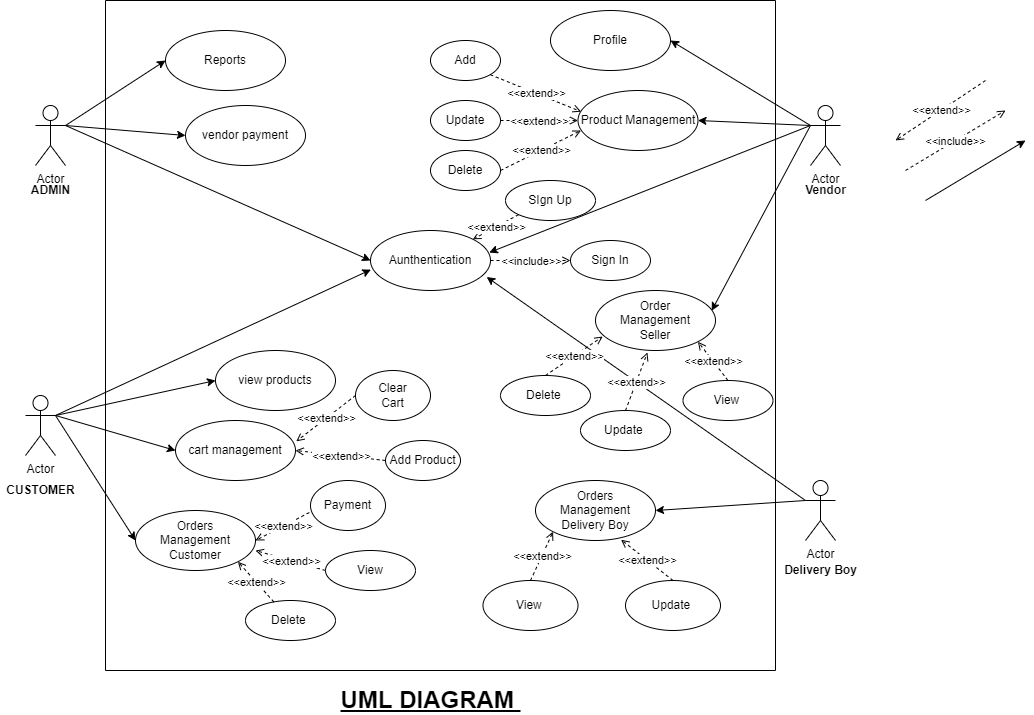 Reports
vendor payment
Actor
ADMIN
Profile
Add
<<extend>>
Update
<<extend>>
Product Management
Delete
<<extend>>
Actor
Vendor
<<extend>>
<<include>>
SIgn Up
<<extend>>
Aunthentication
<<include>>
Sign In
Order
Management
Seller
<<extend>>
<<extend>>
<<extend>>
Delete
Update
View
view products
Clear
Cart
<<extend>>
cart management
<<extend>>
Add Product
Actor
CUSTOMER
Payment
<<extend>>
Orders
Management
Customer
<<extend>>
View
<<extend>>
Delete
Orders
Management
Delivery Boy
<<extend>>
<<extend>>
View
Update
Actor
Delivery Boy
UML DIAGRAM